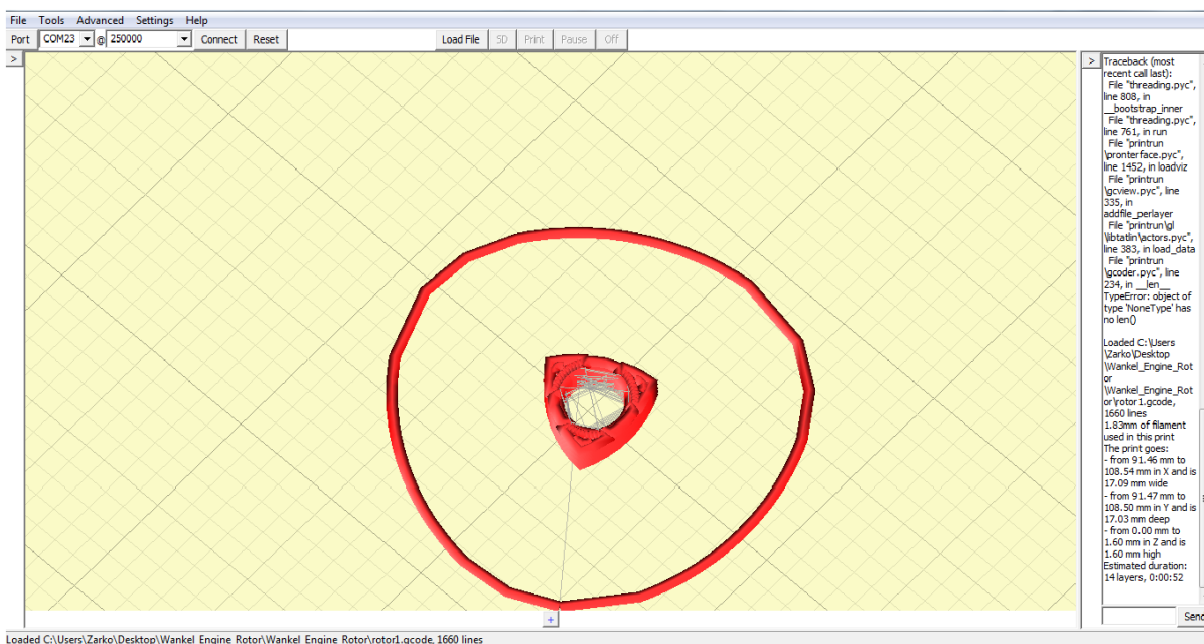 File Tools Advanced Settings Help
Port COM23 @ 250000 Connect Reset Load File SD Print Pause Off
>
>
Traceback (most
recent call last):
File "threading.pyc",
line 808, in
__bootstrap_inner
File "threading.pyc",
line 761, in run
File "printrun
\pronterface.pyc",
line 1452, in loadviz
File "printrun
\gcview.pyc", line
335, in
addfile_perlayer
File "printrun\gl
\libtatlin\actors.pyc",
line 383, in load_data
File "printrun
\gcoder.pyc", line
234, in __len__
TypeError: object of
type 'NoneType' has
no len()
Loaded C:\Users
\Zarko\Desktop
\Wankel_Engine_Rot
or
\Wankel_Engine_Rot
or\rotor1.gcode,
1660 lines
1.83mm of filament
used in this print
The print goes:
- from 91.46 mm to
108.54 mm in X and is
17.09 mm wide
- from 91.47 mm to
108.50 mm in Y and is
17.03 mm deep
- from 0.00 mm to
1.60 mm in Z and is
1.60 mm high
Estimated duration:
14 layers, 0:00:52
+
Send
Loaded C:\Users\Zarko\Desktop\Wankel_Engine_Rotor\Wankel_Engine_Rotor\rotor1.gcode, 1660 lines